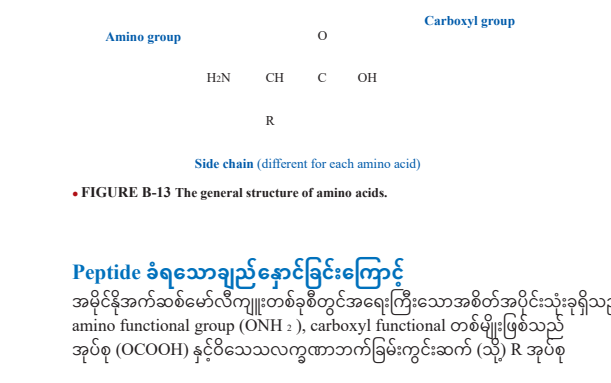 Carboxyl group
Amino group
O
H2N CH C OH
R
Side chain (different for each amino acid)
• FIGURE B-13 The general structure of amino acids.
Peptide ခံရသောချည်နှောင်ခြင်းကြောင့်
အမိုင်နိုအက်ဆစ်မော်လီကျူးတစ်ခုစီတွင်အရေးကြီးသောအစိတ်အပိုင်းသုံးခုရှိသည်
amino functional group (ONH 2 ), carboxyl functional တစ်မျိုးဖြစ်သည်
အုပ်စု (OCOOH) နှင့်ဝိသေသလက္ခဏာဘက်ခြမ်းကွင်းဆက် (သို့) R အုပ်စု